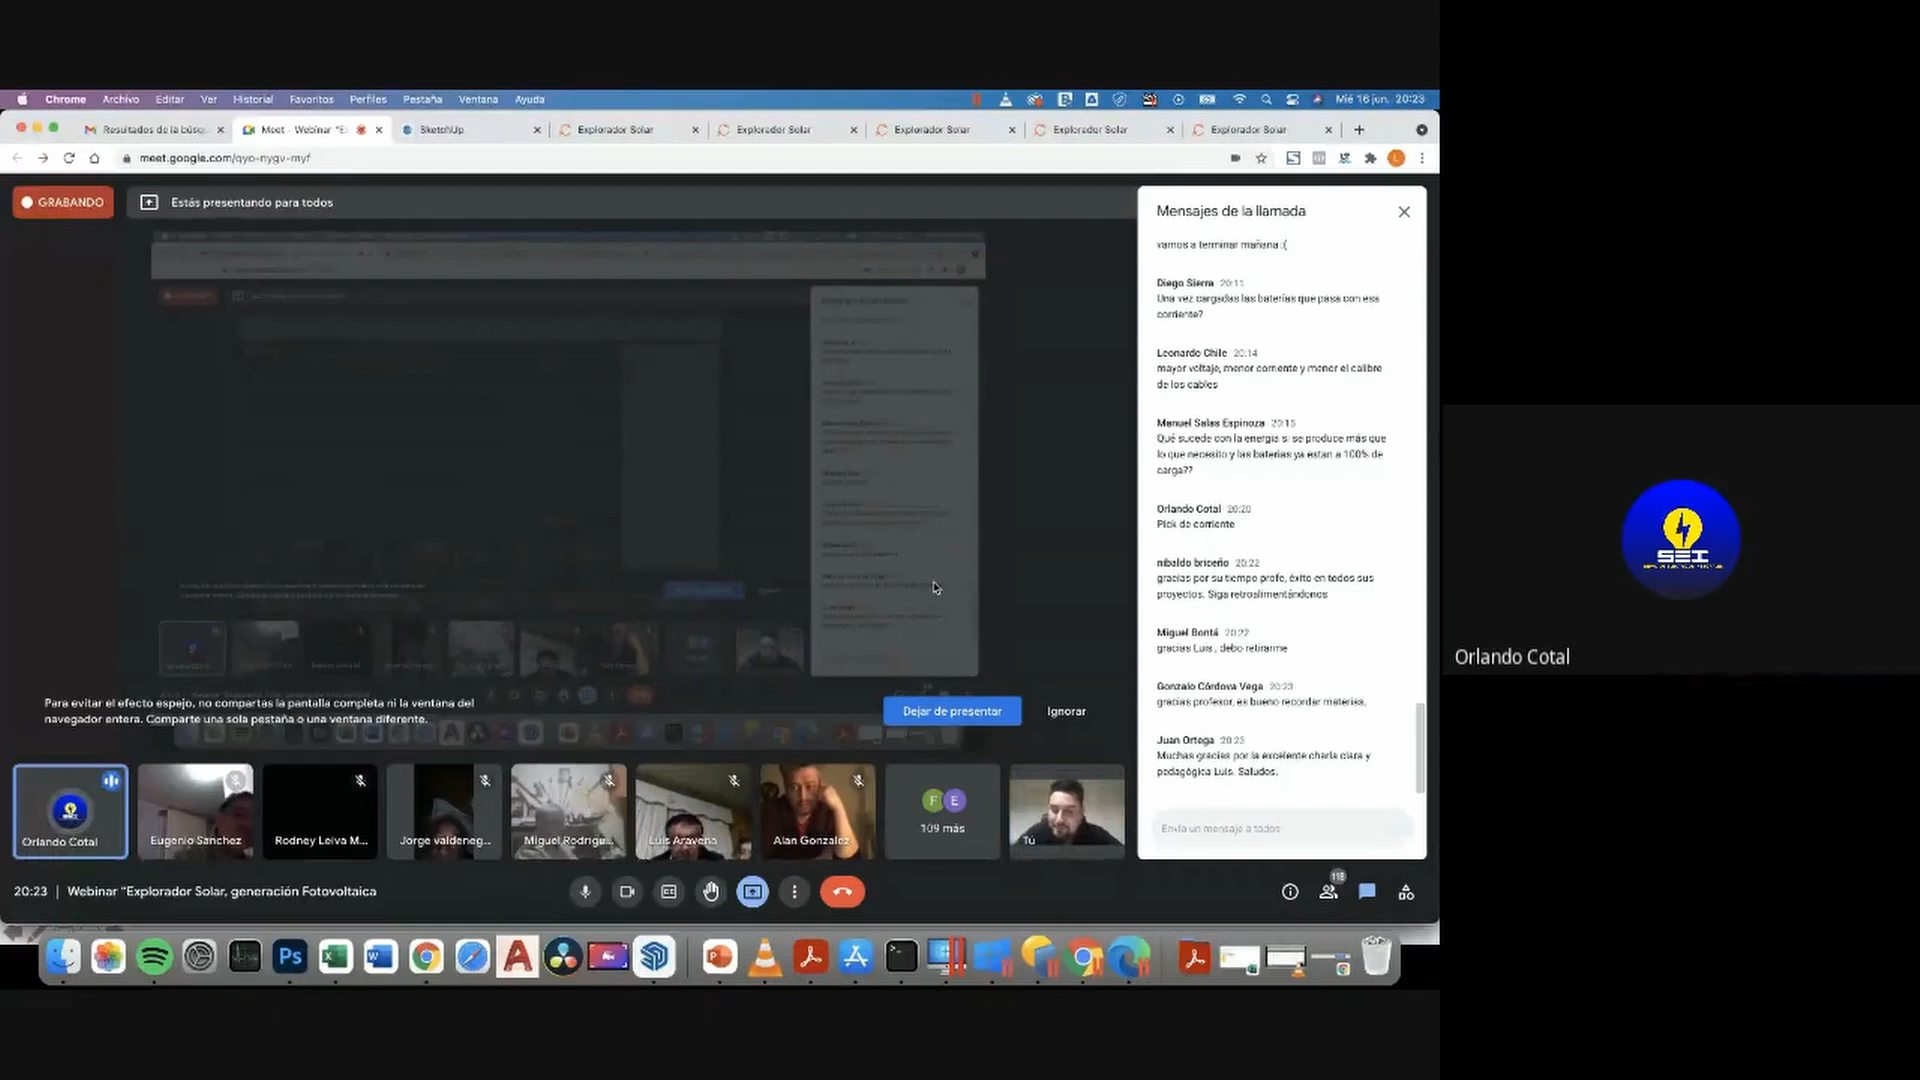 Chrome Archivo Editar Ver Historial Favoritos Perfiles Pestaña Ventana Ayuda
Mié 16 jun. 20:23
Resultados de la búsqu
Meet - Webinar "Ex
SketchUp
Explorador Solar
Explorador Solar
Explorador Solar
Explorador Solar
Explorador Solar
meet.google.com/qyo-nygv-myf
GRABANDO
Estás presentando para todos
Mensajes de la llamada
vamos a terminar mañana :(
Diego Sierra 20:11
Una vez cargadas las baterías que pasa con esa
corriente?
Leonardo Chile 20:14
mayor voltaje, menor corriente y menor el calibre
de los cables
Manuel Salas Espinoza 20:15
Qué sucede con la energia si se produce más que
lo que necesito y las baterias ya estan a 100% de
carga??
Orlando Cotal 20:20
Pick de corriente
nibaldo briceño 20:22
gracias por su tiempo profe, éxito en todos sus
proyectos. Siga retroalimentándonos
Miguel Bontá 20:22
gracias Luis , debo retirarme
Gonzalo Córdova Vega 20:23
gracias profesor, es bueno recordar materias.
Juan Ortega 20:23
Muchas gracias por la excelente charla clara y
pedagógica Luis. Saludos.
Envía un mensaje a todos
Para evitar el efecto espejo, no compartas la pantalla completa ni la ventana del
navegador entera. Comparte una sola pestaña o una ventana diferente.
Dejar de presentar
Ignorar
Orlando Cotal
Eugenio Sanchez
Rodney Leiva M...
Jorge valdeneg...
Miguel Rodrigu...
Luis Aravena
Alan Gonzalez
F E
109 más
Tú
20:23 | Webinar "Explorador Solar, generación Fotovoltaica
118
Ps
SEI
Orlando Cotal